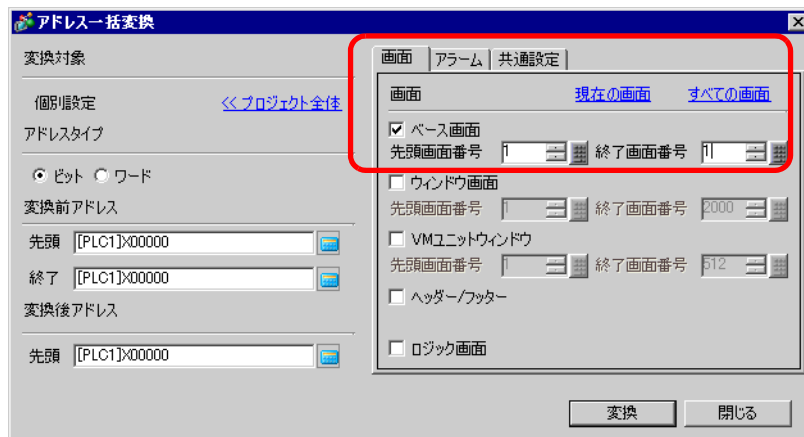 アドレス一括変換
変換対象
個別設定 << プロジェクト全体
アドレスタイプ
ビット ワード
変換前アドレス
先頭 [PLC1]X00000
終了 [PLC1]X00000
変換後アドレス
先頭 [PLC1]X00000
画面 アラーム 共通設定
画面 現在の画面 すべての画面
ベース画面
先頭画面番号 1 終了画面番号 1
ウィンドウ画面
先頭画面番号 1 終了画面番号 2000
VMユニットウィンドウ
先頭画面番号 1 終了画面番号 512
ヘッダー/フッター
ロジック画面
変換 閉じる